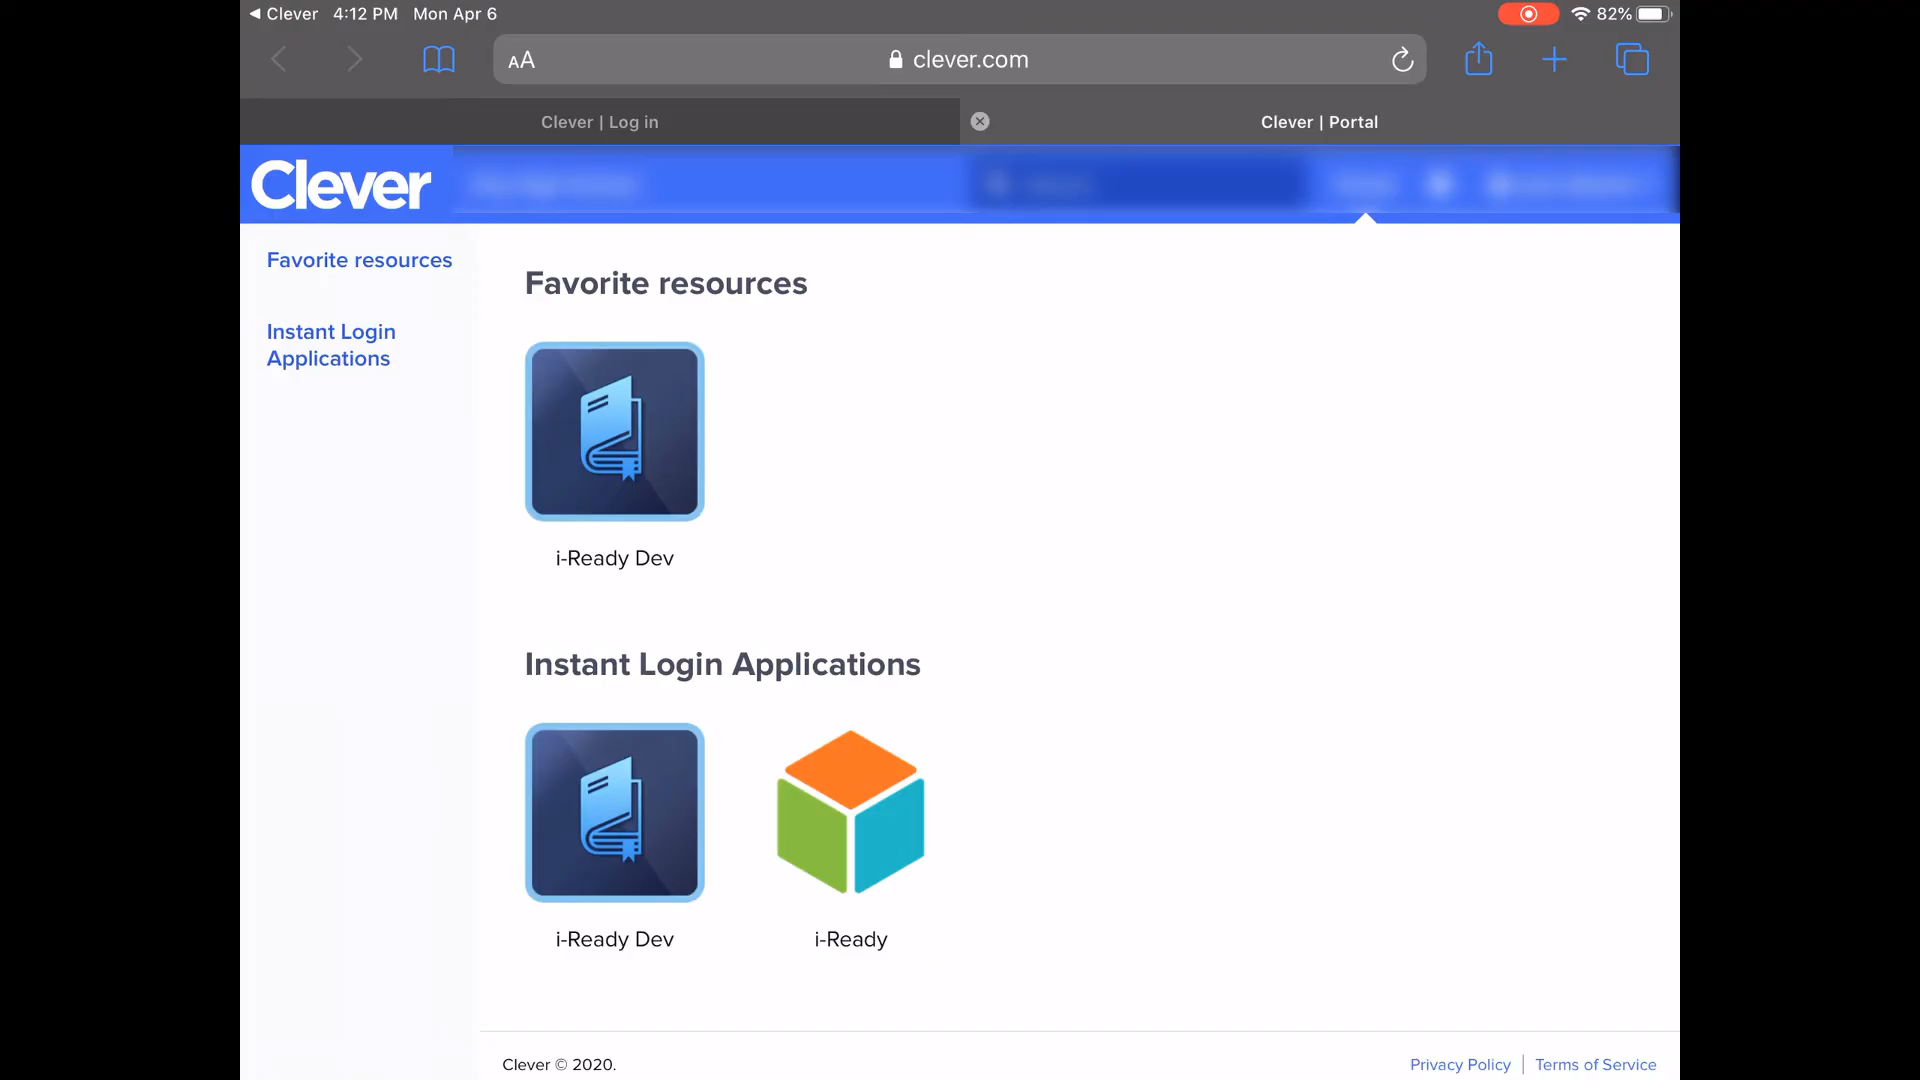 Clever 4:12 PM Mon Apr 6 82%
AA clever.com
Clever | Log in
Clever | Portal
Clever
Favorite resources
Instant Login
Applications
Favorite resources
i-Ready Dev
Instant Login Applications
i-Ready Dev
i-Ready
Clever © 2020.
Privacy Policy | Terms of Service